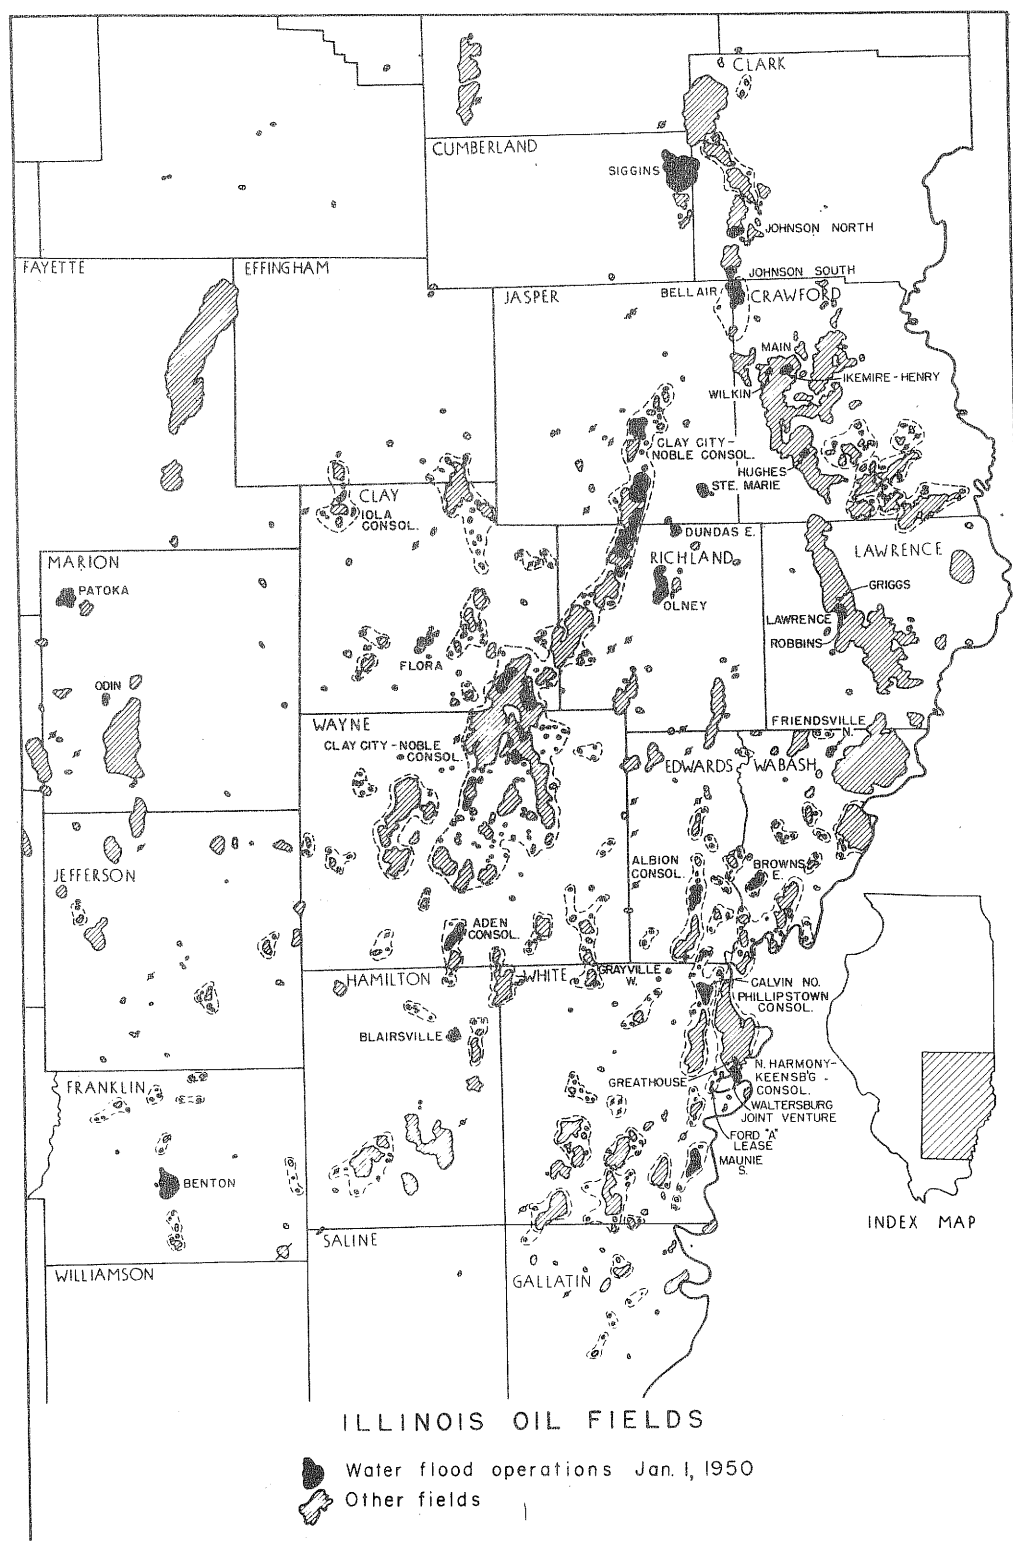 CLARK
CUMBERLAND
SIGGINS
JOHNSON NORTH
FAYETTE
EFFINGHAM
JOHNSON SOUTH
BELLAIR
CRAWFORD
JASPER
MAIN
IKEMIRE-HENRY
WILKIN
CLAY CITY-
NOBLE CONSOL.
HUGHES
STE. MARIE
CLAY
IOLA
CONSOL.
DUNDAS E.
RICHLAND
LAWRENCE
MARION
PATOKA
GRIGGS
OLNEY
LAWRENCE
ROBBINS
FLORA
ODIN
WAYNE
FRIENDSVILLE
N.
CLAY CITY-NOBLE
CONSOL.
EDWARDS
WABASH
ALBION
CONSOL.
BROWNS
E.
JEFFERSON
ADEN
CONSOL.
HAMILTON
WHITE
GRAYVILLE
W.
CALVIN NO.
PHILLIPSTOWN
CONSOL.
BLAIRSVILLE
N. HARMONY-
KEENSB'G -
CONSOL.
GREATHOUSE
FRANKLIN
WALTERSBURG
JOINT VENTURE
FORD "A"
LEASE
MAUNIE
S.
BENTON
INDEX MAP
SALINE
WILLIAMSON
GALLATIN
ILLINOIS OIL FIELDS
Water flood operations Jan. 1, 1950
Other fields
1